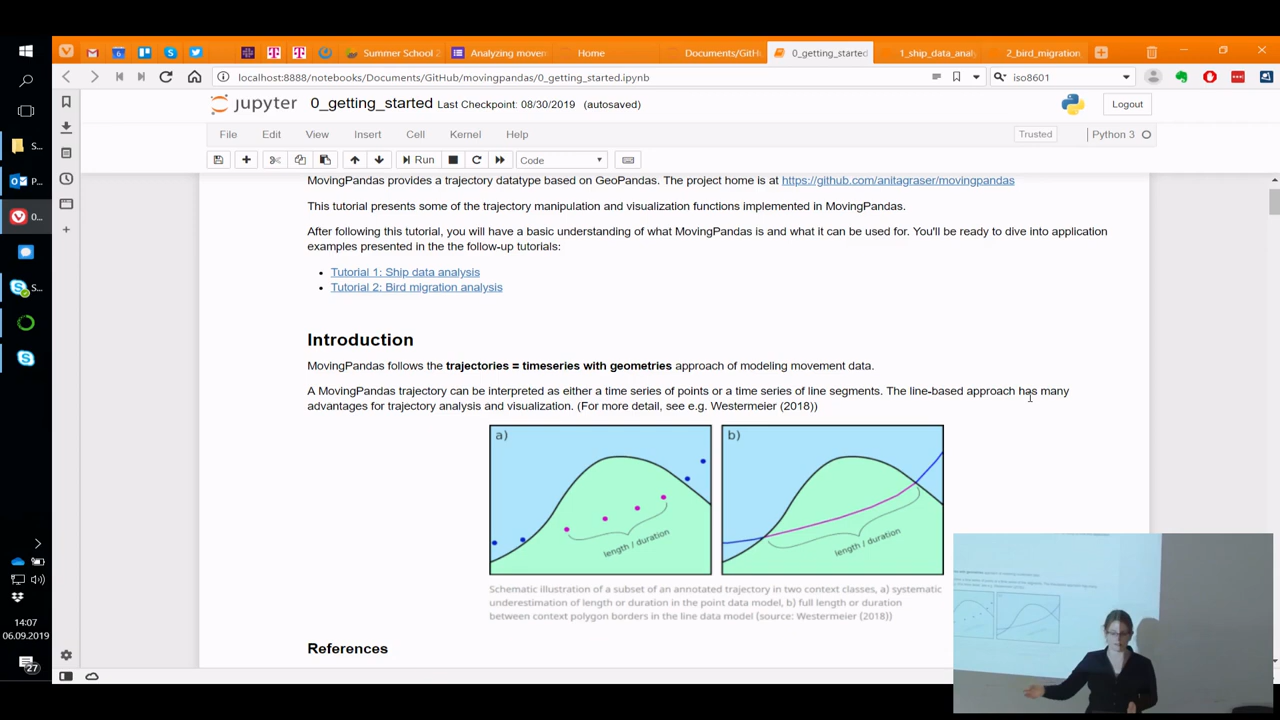 Summer School 2
Analyzing movem
Home
Documents/GitH
0_getting_started
1_ship_data_anal
2_bird_migration
localhost:8888/notebooks/Documents/GitHub/movingpandas/0_getting_started.ipynb
iso8601
jupyter 0_getting_started Last Checkpoint: 08/30/2019 (autosaved)
Logout
File Edit View Insert Cell Kernel Help
Trusted
Python 3
Run
Code
MovingPandas provides a trajectory datatype based on GeoPandas. The project home is at https://github.com/anitagraser/movingpandas
This tutorial presents some of the trajectory manipulation and visualization functions implemented in MovingPandas.
After following this tutorial, you will have a basic understanding of what MovingPandas is and what it can be used for. You'll be ready to dive into application
examples presented in the the follow-up tutorials:
Tutorial 1: Ship data analysis
Tutorial 2: Bird migration analysis
Introduction
MovingPandas follows the trajectories = timeseries with geometries approach of modeling movement data.
A MovingPandas trajectory can be interpreted as either a time series of points or a time series of line segments. The line-based approach has many
advantages for trajectory analysis and visualization. (For more detail, see e.g. Westermeier (2018))
a)
length / duration
b)
length / duration
Schematic illustration of a subset of an annotated trajectory in two context classes, a) systematic
underestimation of length or duration in the point data model, b) full length or duration
between context polygon borders in the line data model (source: Westermeier (2018))
References
S...
P...
0...
S...
14:07
06.09.2019
27